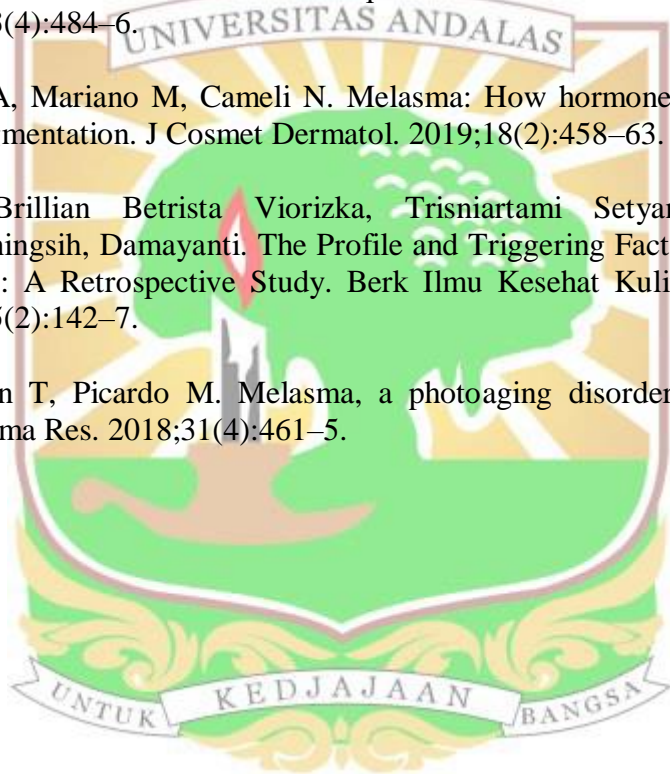 (4):484–6.
UNIVERSITAS ANDALAS
A, Mariano M, Cameli N. Melasma: How hormone
mentation. J Cosmet Dermatol. 2019;18(2):458–63.
Brillian Betrista Viorizka, Trisniartami Setya
ingsih, Damayanti. The Profile and Triggering Fact
: A Retrospective Study. Berk Ilmu Kesehat Kuli
(2):142–7.
n T, Picardo M. Melasma, a photoaging disorder
ma Res. 2018;31(4):461–5.
UNTUK KEDJAJAAN BANGSA